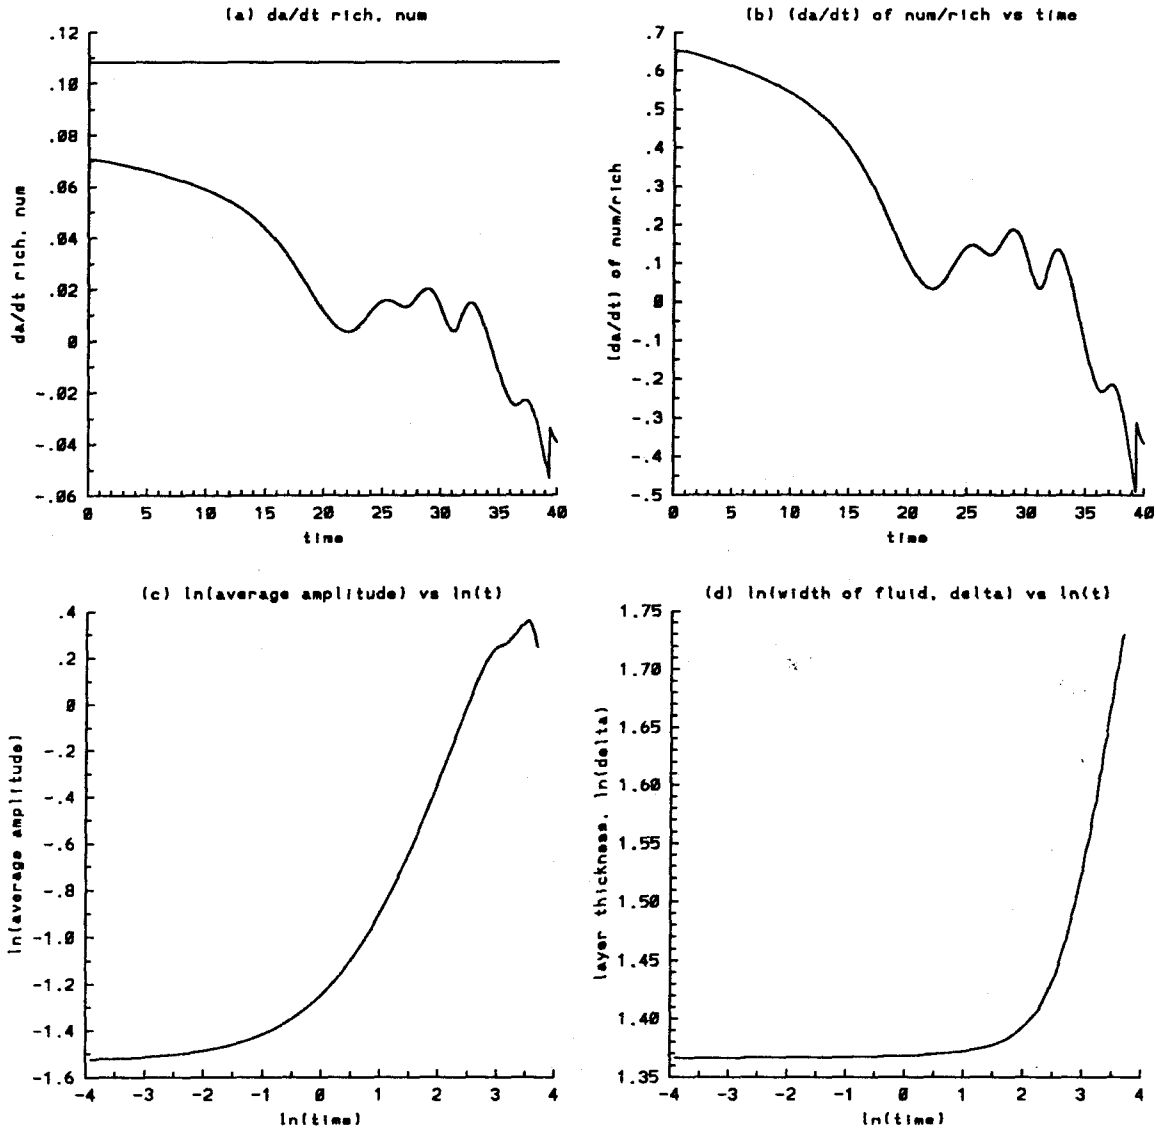 (a) da/dt rich, num
.12
.10
.08
.06
.04
.02
0
-.02
-.04
-.06
da/dt rich, num
0 5 10 15 20 25 30 35 40
time
(b) (da/dt) of num/rich vs time
.7
.6
.5
.4
.3
.2
.1
0
-.1
-.2
-.3
-.4
-.5
(da/dt) of num/rich
0 5 10 15 20 25 30 35 40
time
(c) ln(average amplitude) vs ln(t)
.4
.2
0
-.2
-.4
-.6
-.8
-1.0
-1.2
-1.4
-1.6
ln(average amplitude)
-4 -3 -2 -1 0 1 2 3 4
ln(time)
(d) ln(width of fluid, delta) vs ln(t)
1.75
1.70
1.65
1.60
1.55
1.50
1.45
1.40
1.35
layer thickness, ln(delta)
-4 -3 -2 -1 0 1 2 3 4
ln(time)